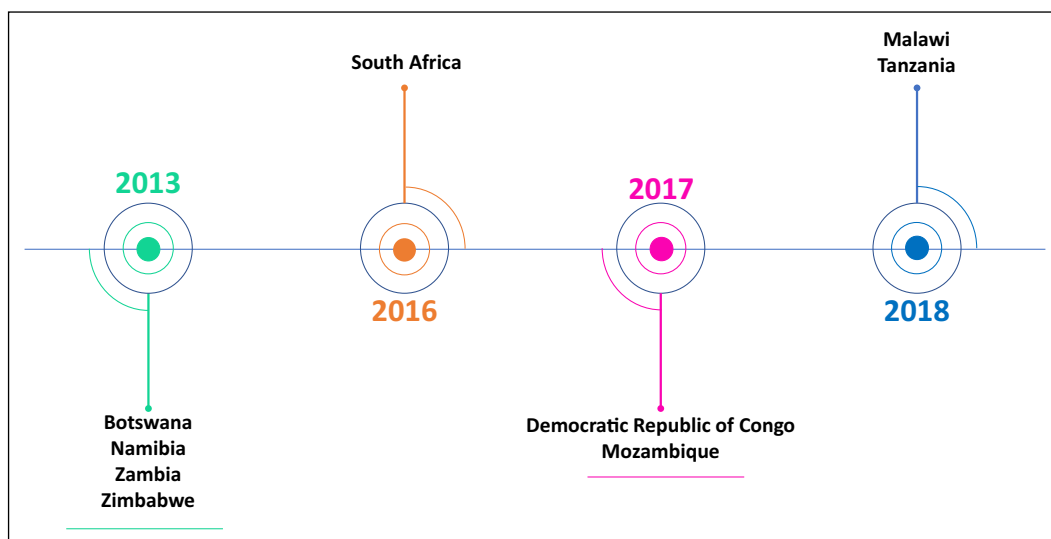 2013
Botswana
Namibia
Zambia
Zimbabwe
South Africa
2016
2017
Democratic Republic of Congo
Mozambique
Malawi
Tanzania
2018